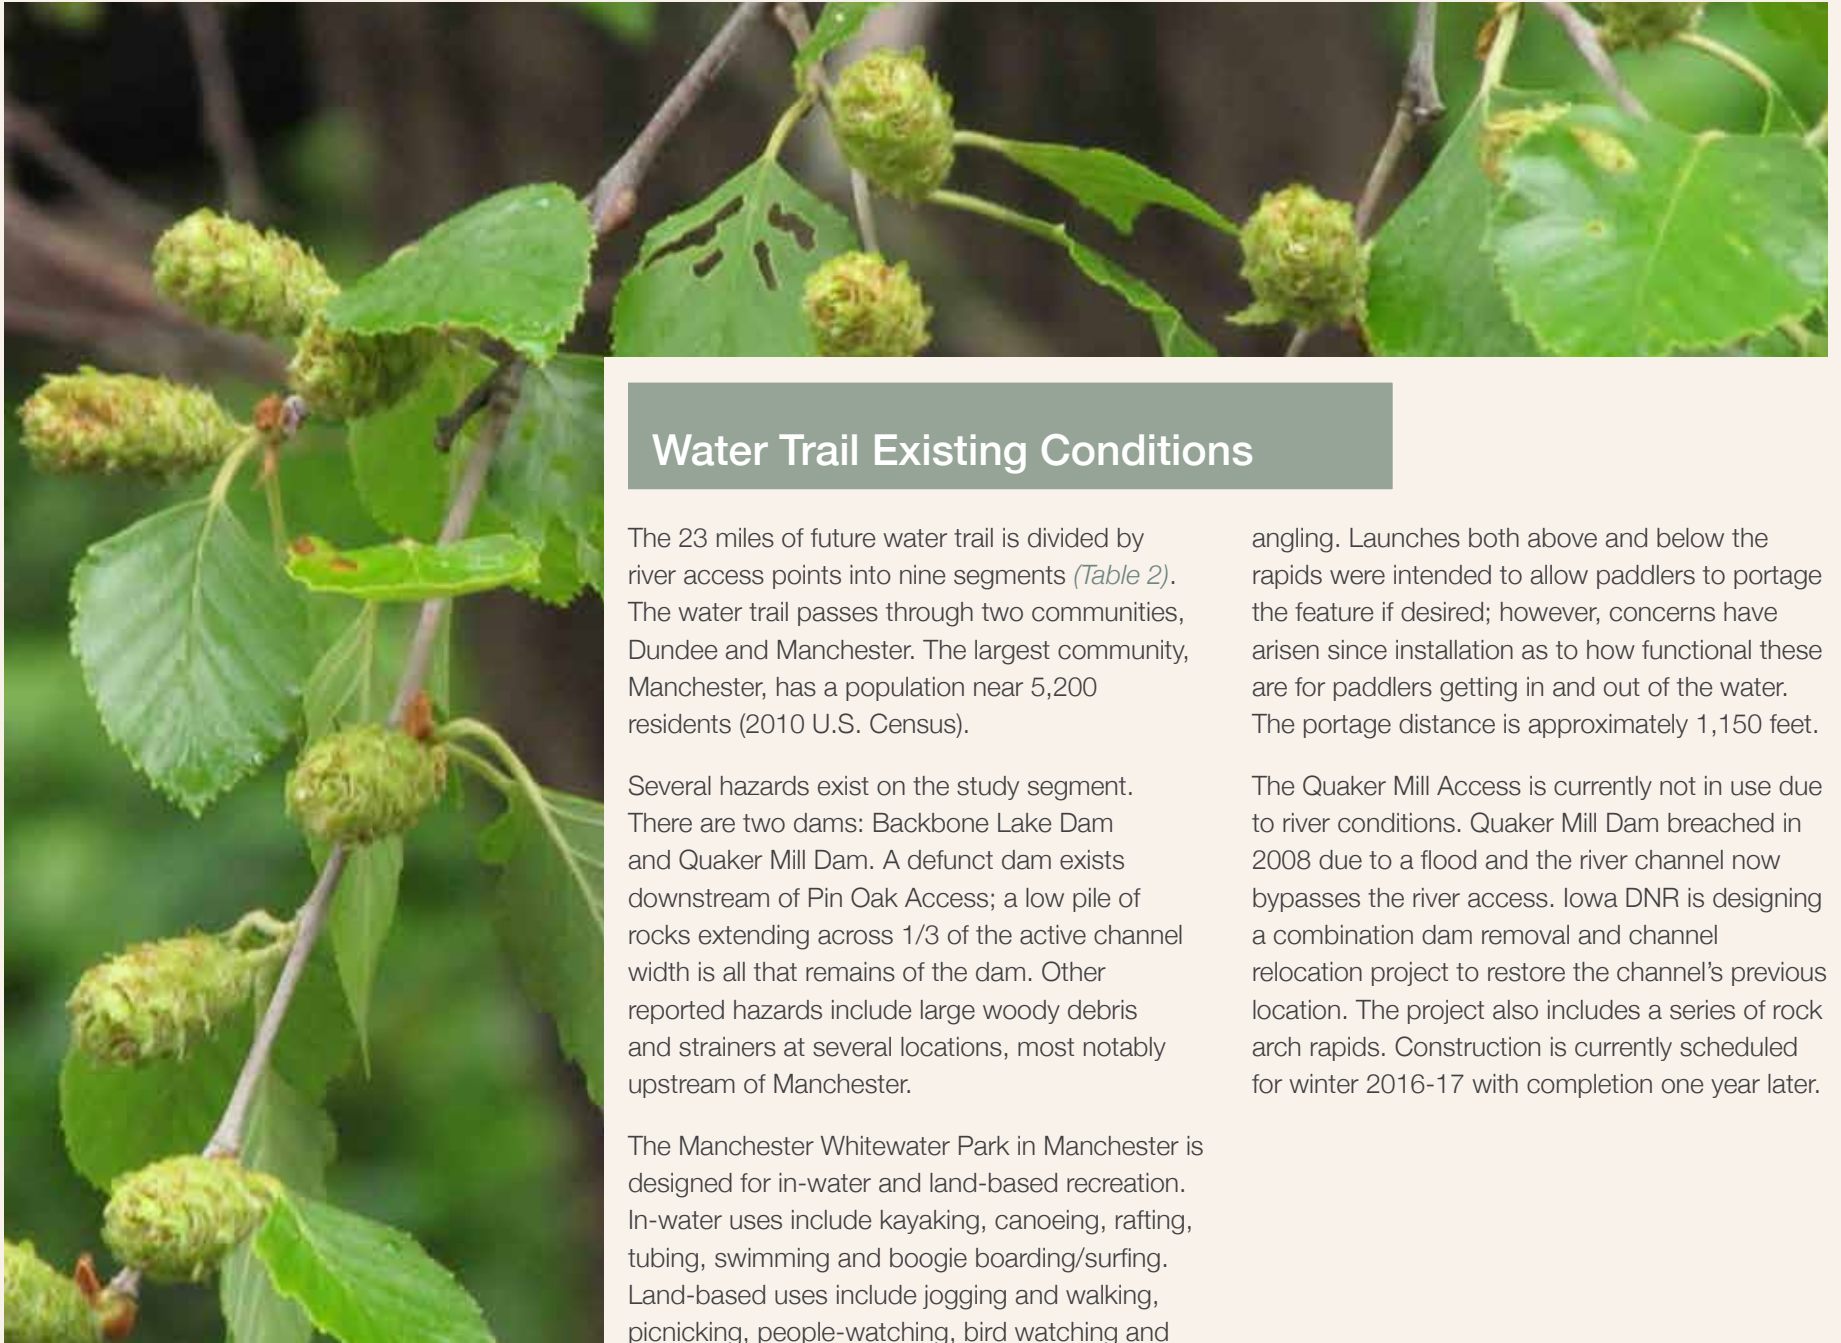 Water Trail Existing Conditions
The 23 miles of future water trail is divided by
river access points into nine segments (Table 2).
The water trail passes through two communities,
Dundee and Manchester. The largest community,
Manchester, has a population near 5,200
residents (2010 U.S. Census).
Several hazards exist on the study segment.
There are two dams: Backbone Lake Dam
and Quaker Mill Dam. A defunct dam exists
downstream of Pin Oak Access; a low pile of
rocks extending across 1/3 of the active channel
width is all that remains of the dam. Other
reported hazards include large woody debris
and strainers at several locations, most notably
upstream of Manchester.
The Manchester Whitewater Park in Manchester is
designed for in-water and land-based recreation.
In-water uses include kayaking, canoeing, rafting,
tubing, swimming and boogie boarding/surfing.
Land-based uses include jogging and walking,
picnicking, people-watching, bird watching and
angling. Launches both above and below the
rapids were intended to allow paddlers to portage
the feature if desired; however, concerns have
arisen since installation as to how functional these
are for paddlers getting in and out of the water.
The portage distance is approximately 1,150 feet.
The Quaker Mill Access is currently not in use due
to river conditions. Quaker Mill Dam breached in
2008 due to a flood and the river channel now
bypasses the river access. Iowa DNR is designing
a combination dam removal and channel
relocation project to restore the channel's previous
location. The project also includes a series of rock
arch rapids. Construction is currently scheduled
for winter 2016-17 with completion one year later.